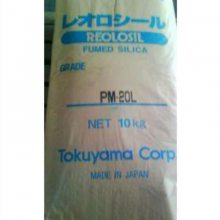 レオロシール
REOLOSIL
FUMED SILICA
GRADE
PM-20L
NET 10kg
Tokuyama Corp.
MADE IN JAPAN